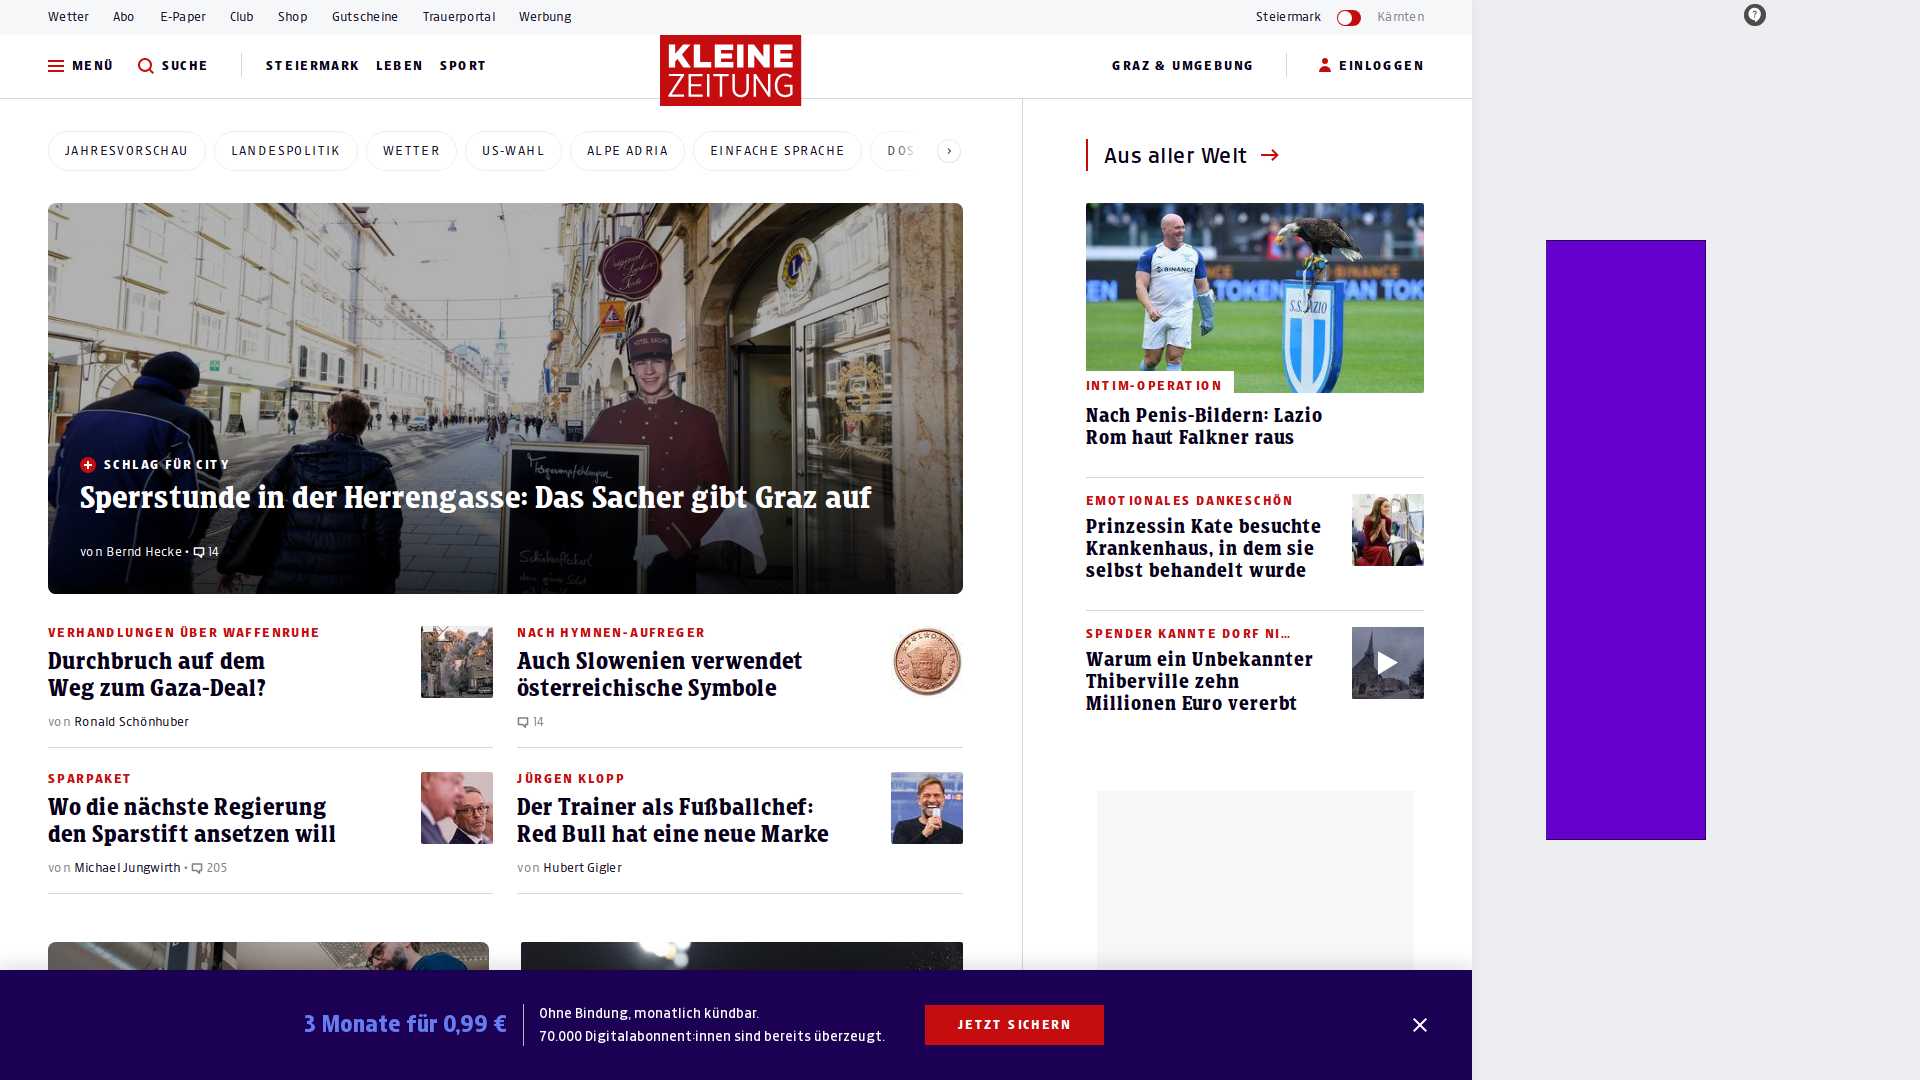 Wetter Abo E-Paper Club Shop Gutscheine Trauerportal Werbung Steiermark Kärnten
MENÜ SUCHE STEIERMARK LEBEN SPORT KLEINE ZEITUNG GRAZ & UMGEBUNG EINLOGGEN
JAHRESVORSCHAU LANDESPOLITIK WETTER US-WAHL ALPE ADRIA EINFACHE SPRACHE DOS
SCHLAG FÜR CITY
Sperrstunde in der Herrengasse: Das Sacher gibt Graz auf
von Bernd Hecke • 14
VERHANDLUNGEN ÜBER WAFFENRUHE
Durchbruch auf dem
Weg zum Gaza-Deal?
von Ronald Schönhuber
NACH HYMNEN-AUFREGER
Auch Slowenien verwendet
österreichische Symbole
14
SPARPAKET
Wo die nächste Regierung
den Sparstift ansetzen will
von Michael Jungwirth • 205
JÜRGEN KLOPP
Der Trainer als Fußballchef:
Red Bull hat eine neue Marke
von Hubert Gigler
Aus aller Welt
BINANCE
BINANCE
TOKEN
S.S. LAZIO
INTIM-OPERATION
Nach Penis-Bildern: Lazio
Rom haut Falkner raus
EMOTIONALES DANKESCHÖN
Prinzessin Kate besuchte
Krankenhaus, in dem sie
selbst behandelt wurde
SPENDER KANNTE DORF NI...
Warum ein Unbekannter
Thiberville zehn
Millionen Euro vererbt
3 Monate für 0,99 €
Ohne Bindung, monatlich kündbar.
70.000 Digitalabonnent:innen sind bereits überzeugt.
JETZT SICHERN